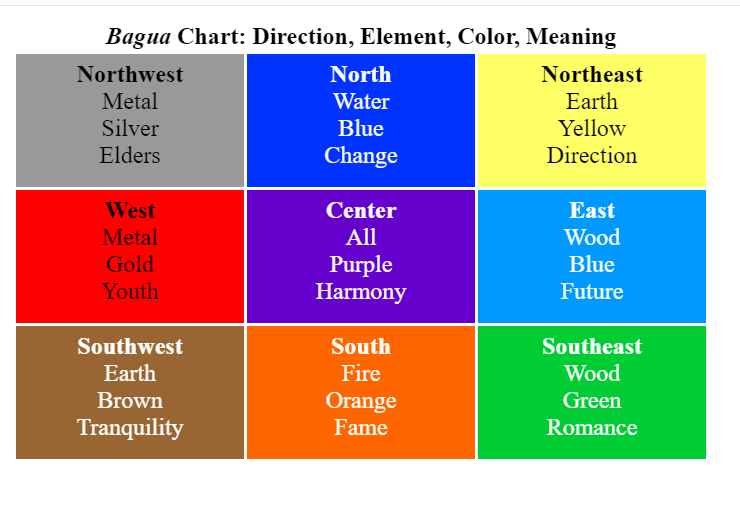 Bagua Chart: Direction, Element, Color, Meaning
Northwest
Metal
Silver
Elders
North
Water
Blue
Change
Northeast
Earth
Yellow
Direction
West
Metal
Gold
Youth
Center
All
Purple
Harmony
East
Wood
Blue
Future
Southwest
Earth
Brown
Tranquility
South
Fire
Orange
Fame
Southeast
Wood
Green
Romance